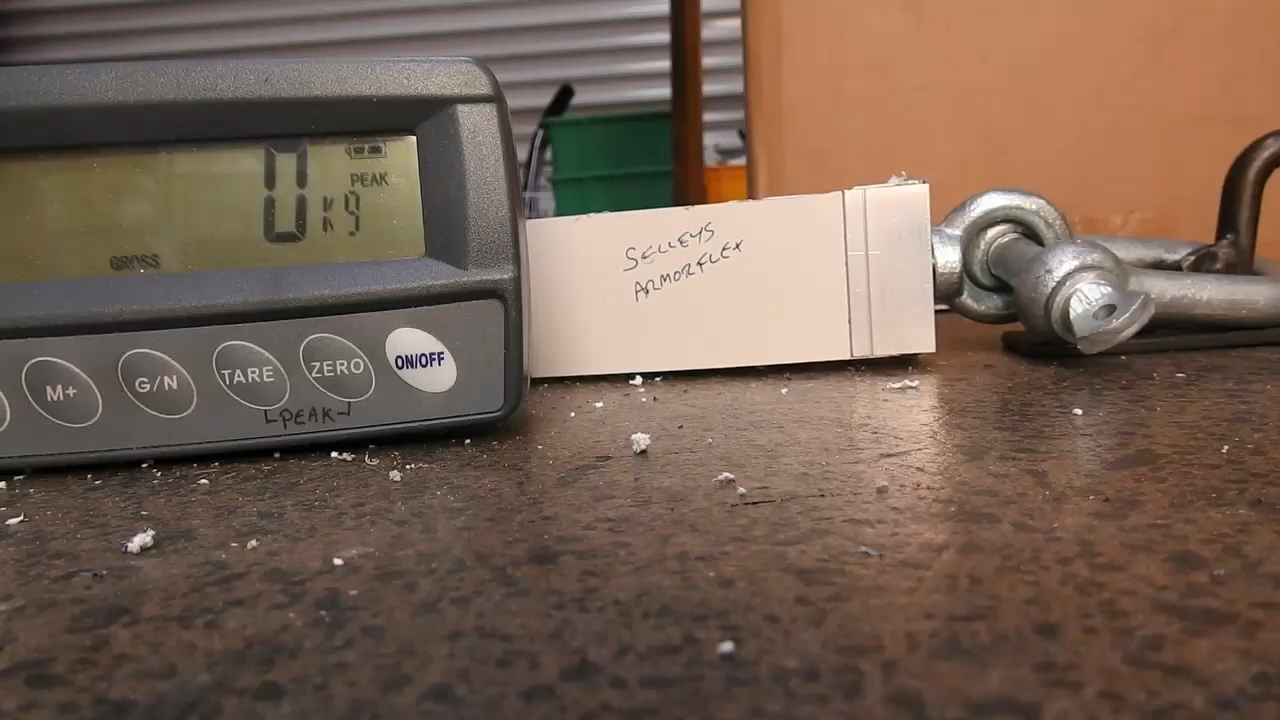 0 kg
PEAK
GROSS
M+
G/N
TARE
ZERO
ON/OFF
PEAK
SELLEYS
ARMORFLEX